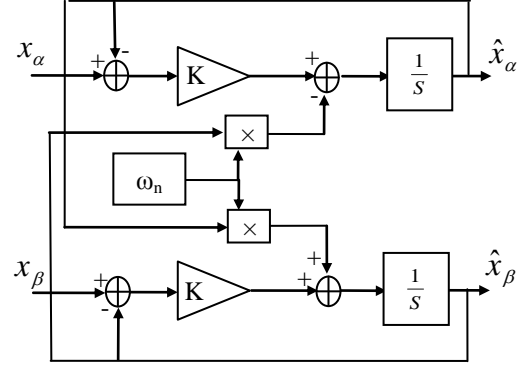 x_α + - K + - 1/S x̂_α
×
ω_n
×
x_β + - K + + 1/S x̂_β